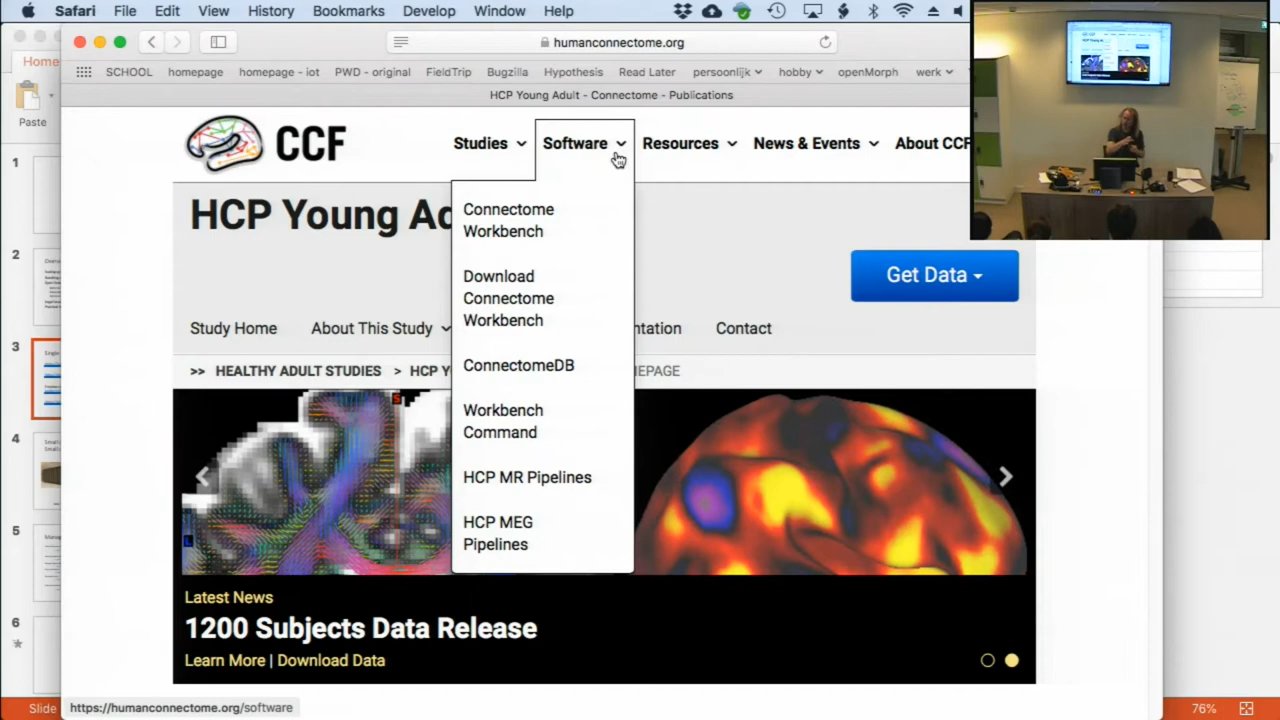 Safari File Edit View History Bookmarks Develop Window Help
Home
humanconnectome.org
SCHOOL homepage homepage - iot PWD - original FieldTrip Bugzilla Hypothesis Read Later persoonlijk hobby openMorph werk
HCP Young Adult - Connectome - Publications
Paste
CCF
Studies Software Resources News & Events About CCF
HCP Young Ad
Connectome
Workbench
Download
Connectome
Workbench
ConnectomeDB
Workbench
Command
HCP MR Pipelines
HCP MEG
Pipelines
Get Data
Study Home About This Study ntation Contact
>> HEALTHY ADULT STUDIES > HCP Y EPAGE
S
L
Latest News
1200 Subjects Data Release
Learn More | Download Data
1
2
3
4
5
6
Slide
https://humanconnectome.org/software
76%